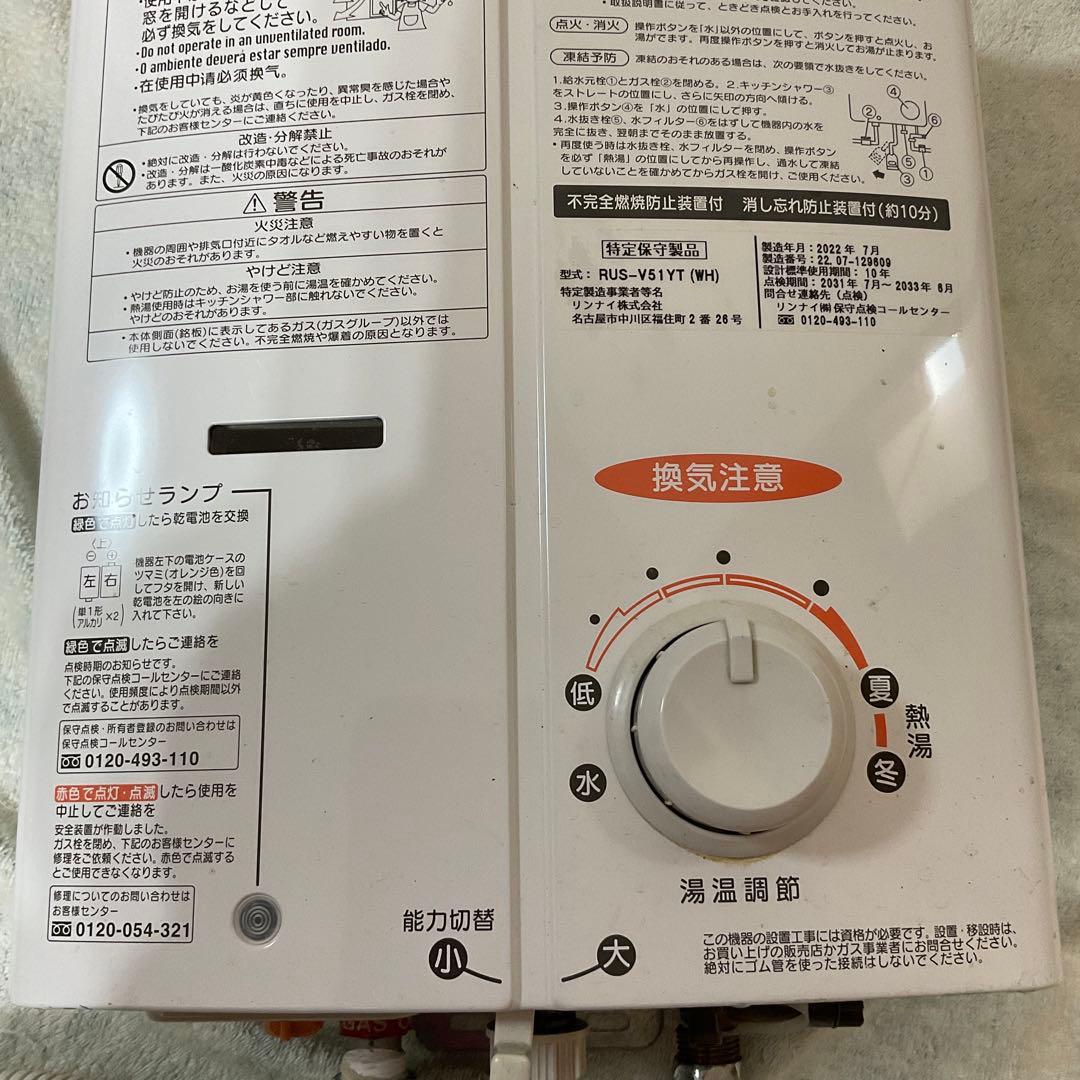 窓を開けるなどして
必ず換気をしてください。
・Do not operate in an unventilated room.
・O ambiente deverá estar sempre ventilado.
・在使用中请必须换气。
・換気をしていても、炎が黄色くなったり、異常臭を感じた場合や
たびたび火が消える場合は、直ちに使用を中止し、ガス栓を閉め、
下記のお客様センターにご連絡ください。
改造・分解禁止
・絶対に改造・分解は行わないでください。
・改造・分解は一酸化炭素中毒などによる死亡事故のおそれが
あります。また、火災の原因になります。
警告
火災注意
・機器の周囲や排気口付近にタオルなど燃えやすい物を置くと
火災のおそれがあります。
やけど注意
・やけど防止のため、お湯を使う前に湯温を確かめてください。
・熱湯使用時はキッチンシャワー部に触れないでください。
やけどのおそれがあります。
・本体側面(銘板)に表示してあるガス(ガスグループ)以外では
使用しないでください。不完全燃焼や爆着の原因となります。
お知らせランプ
緑色で点灯したら乾電池を交換
〈上〉
⊖ ⊕
左 右
(単1形アルカリ×2)
機器左下の電池ケースの
ツマミ(オレンジ色)を回
してフタを開け、新しい
乾電池を左の絵の向きに
入れて下さい。
緑色で点滅したらご連絡を
点検時期のお知らせです。
下記の保守点検コールセンターにご連絡
ください。使用頻度により点検期間以外
で点滅することがあります。
保守点検・所有者登録のお問い合わせは
保守点検コールセンター
0120-493-110
赤色で点灯・点滅したら使用を
中止してご連絡を
安全装置が作動しました。
ガス栓を閉め、下記のお客様センターに
修理をご依頼ください。赤色で点滅する
とご使用できなくなります。
修理についてのお問い合わせは
お客様センター
0120-054-321
能力切替
小
大
・取扱説明書に従って、ときどき点検とお手入れを行ってください。
点火・消火 操作ボタンを「水」以外の位置にして、ボタンを押すと点火し、お
湯がでます。再度操作ボタンを押すと消火してお湯が止まります。
凍結予防 凍結のおそれのある場合は、次の要領で水抜きをしてください。
1.給水元栓①とガス栓②を閉める。2.キッチンシャワー③
をストレートの位置にし、さらに矢印の方向へ傾ける。
3.操作ボタン④を「水」の位置にして押す。
4.水抜き栓⑤、水フィルター⑥をはずして機器内の水を
完全に抜き、翌朝までそのまま放置する。
・再度使う時は水抜き栓、水フィルターを閉め、操作ボタン
を必ず「熱湯」の位置にしてから再操作し、通水して凍結
していないことを確かめてからガス栓を開け、ご使用ください。
②
④
⑥
⑤
③
①
不完全燃焼防止装置付 消し忘れ防止装置付(約10分)
特定保守製品
型式: RUS-V51YT(WH)
特定製造事業者等名
リンナイ株式会社
名古屋市中川区福住町2番26号
製造年月:2022年 7月
製造番号:22.07-129609
設計標準使用期間:10年
点検期間:2031年 7月~2033年 6月
問合せ連絡先(点検)
リンナイ㈱保守点検コールセンター
0120-493-110
換気注意
低
夏
水
冬
熱湯
湯温調節
この機器の設置工事には資格が必要です。設置・移設時は、
お買い上げの販売店かガス事業者にお問合せください。
絶対にゴム管を使った接続はしないでください。
GAS